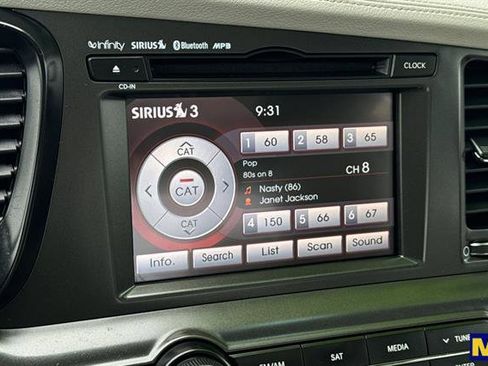 infinity SIRIUS Bluetooth MP3
CD-IN
CLOCK
SIRIUS 3 9:31
1 60 2 58 3 65
CAT
CAT
CAT
Pop
80s on 8 CH 8
Nasty (86)
Janet Jackson
4 150 5 66 6 67
Info. Search List Scan Sound
SAT MEDIA TUNE